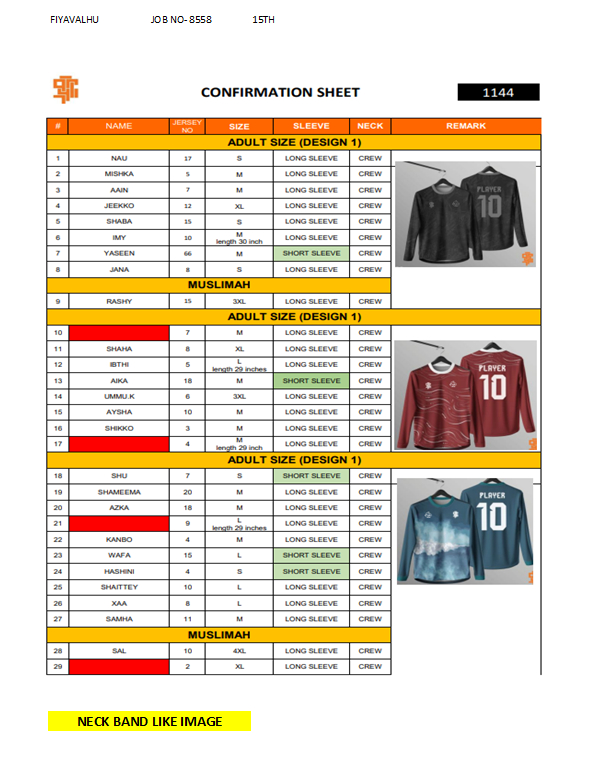 FIYAVALHU JOB NO- 8558 15TH
CONFIRMATION SHEET 1144
# NAME JERSEY NO SIZE SLEEVE NECK REMARK
ADULT SIZE (DESIGN 1)
1 NAU 17 S LONG SLEEVE CREW
2 MISHKA 5 M LONG SLEEVE CREW
3 AAIN 7 M LONG SLEEVE CREW
4 JEEKKO 12 XL LONG SLEEVE CREW
5 SHABA 15 S LONG SLEEVE CREW
6 IMY 10 M length 30 inch LONG SLEEVE CREW
7 YASEEN 66 M SHORT SLEEVE CREW
8 JANA 8 S LONG SLEEVE CREW
PLAYER
10
MUSLIMAH
9 RASHY 15 3XL LONG SLEEVE CREW
ADULT SIZE (DESIGN 1)
10 7 M LONG SLEEVE CREW
11 SHAHA 8 XL LONG SLEEVE CREW
12 IBTHI 5 L length 29 inches LONG SLEEVE CREW
13 AIKA 18 M SHORT SLEEVE CREW
14 UMMU.K 6 3XL LONG SLEEVE CREW
15 AYSHA 10 M LONG SLEEVE CREW
16 SHIKKO 3 M LONG SLEEVE CREW
17 4 M length 29 inch LONG SLEEVE CREW
PLAYER
10
ADULT SIZE (DESIGN 1)
18 SHU 7 S SHORT SLEEVE CREW
19 SHAMEEMA 20 M LONG SLEEVE CREW
20 AZKA 18 M LONG SLEEVE CREW
21 9 L length 29 inches LONG SLEEVE CREW
22 KANBO 4 M LONG SLEEVE CREW
23 WAFA 15 L SHORT SLEEVE CREW
24 HASHINI 4 S SHORT SLEEVE CREW
25 SHAITTEY 10 L LONG SLEEVE CREW
26 XAA 8 L LONG SLEEVE CREW
27 SAMHA 11 M LONG SLEEVE CREW
PLAYER
10
MUSLIMAH
28 SAL 10 4XL LONG SLEEVE CREW
29 2 XL LONG SLEEVE CREW
NECK BAND LIKE IMAGE